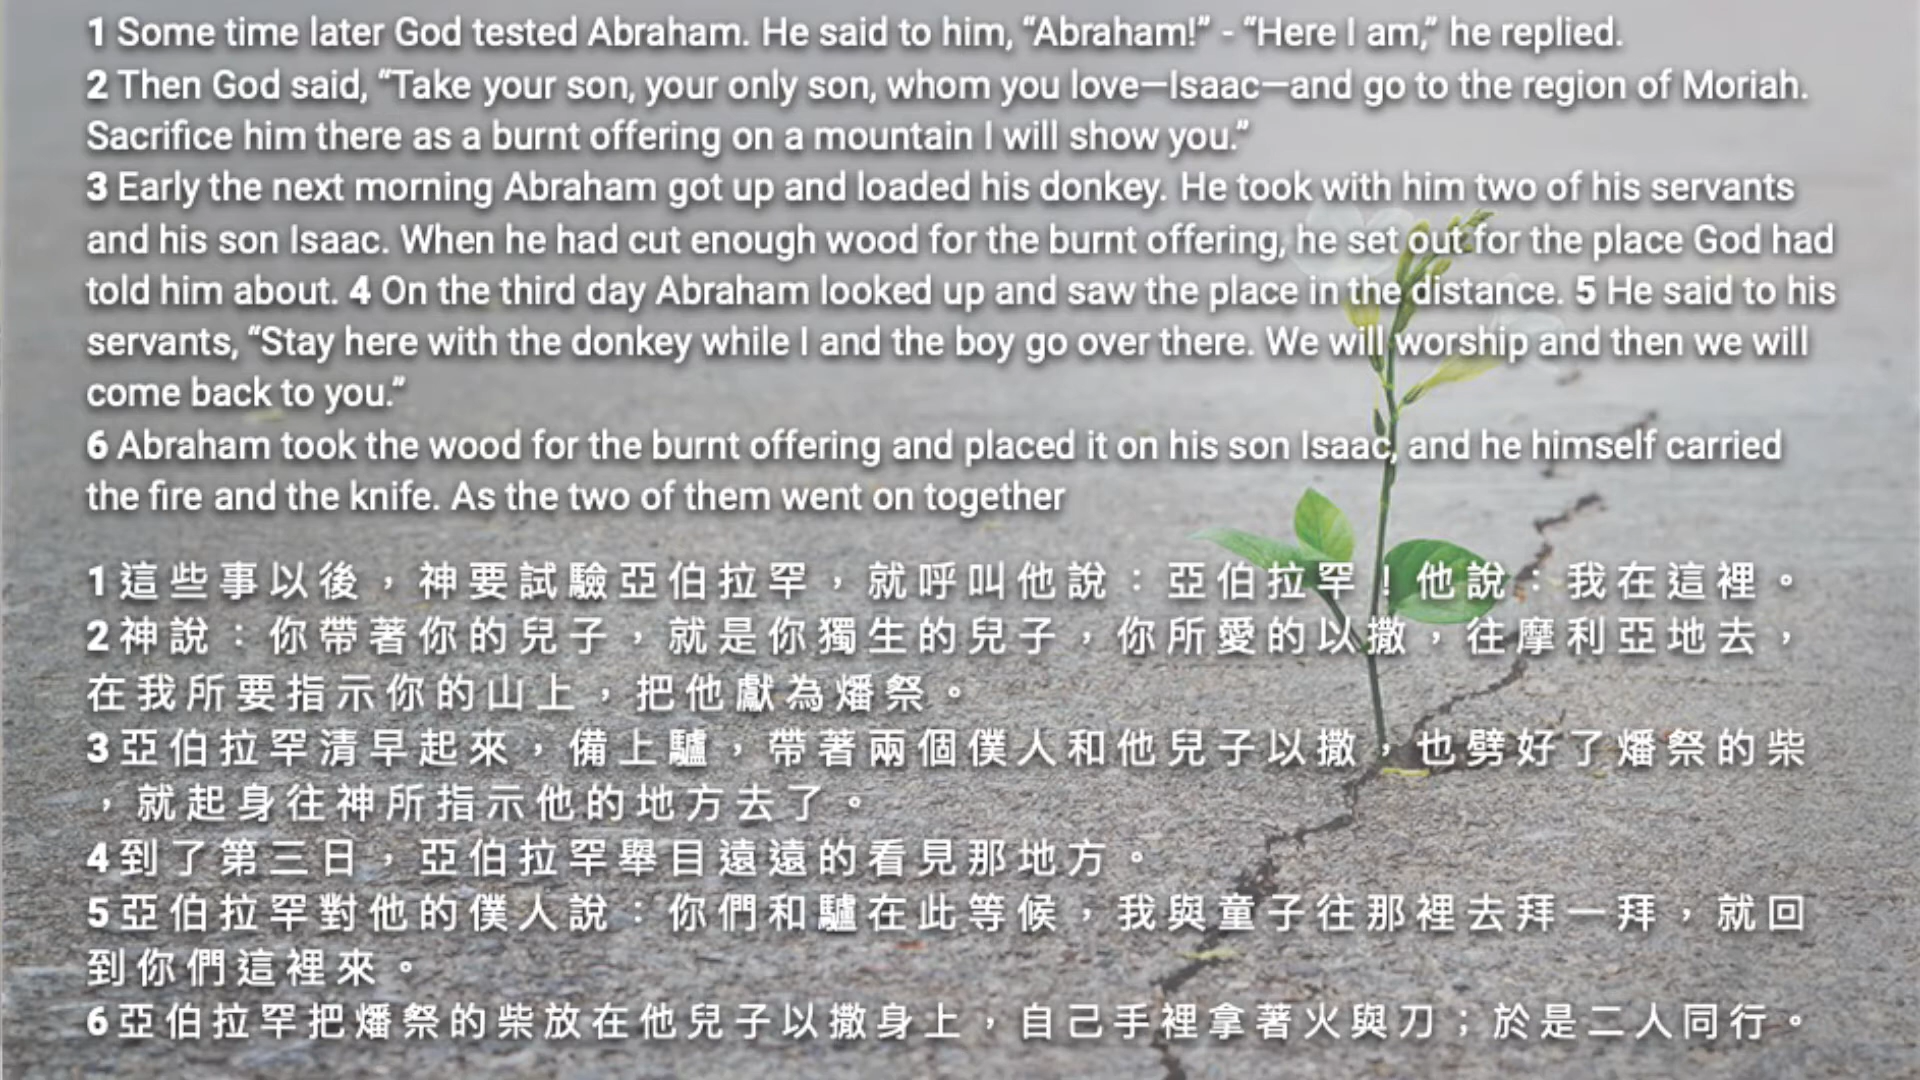 1 Some time later God tested Abraham. He said to him, “Abraham!” - “Here I am,” he replied.
2 Then God said, “Take your son, your only son, whom you love—Isaac—and go to the region of Moriah.
Sacrifice him there as a burnt offering on a mountain I will show you.”
3 Early the next morning Abraham got up and loaded his donkey. He took with him two of his servants
and his son Isaac. When he had cut enough wood for the burnt offering, he set out for the place God had
told him about. 4 On the third day Abraham looked up and saw the place in the distance. 5 He said to his
servants, “Stay here with the donkey while I and the boy go over there. We will worship and then we will
come back to you.”
6 Abraham took the wood for the burnt offering and placed it on his son Isaac, and he himself carried
the fire and the knife. As the two of them went on together
1 這些事以後，神要試驗亞伯拉罕，就呼叫他說：亞伯拉罕！他說：我在這裡。
2 神說：你帶著你的兒子，就是你獨生的兒子，你所愛的以撒，往摩利亞地去，
在我所要指示你的山上，把他獻為燔祭。
3 亞伯拉罕清早起來，備上驢，帶著兩個僕人和他兒子以撒，也劈好了燔祭的柴
，就起身往神所指示他的地方去了。
4 到了第三日，亞伯拉罕舉目遠遠的看見那地方。
5 亞伯拉罕對他的僕人說：你們和驢在此等候，我與童子往那裡去拜一拜，就回
到你們這裡來。
6 亞伯拉罕把燔祭的柴放在他兒子以撒身上，自己手裡拿著火與刀；於是二人同行。